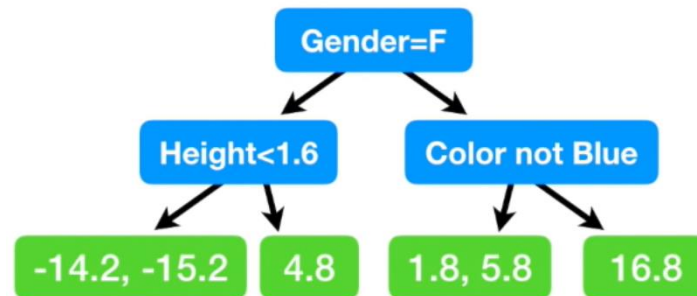 Gender=F
Height<1.6
Color not Blue
-14.2, -15.2
4.8
1.8, 5.8
16.8